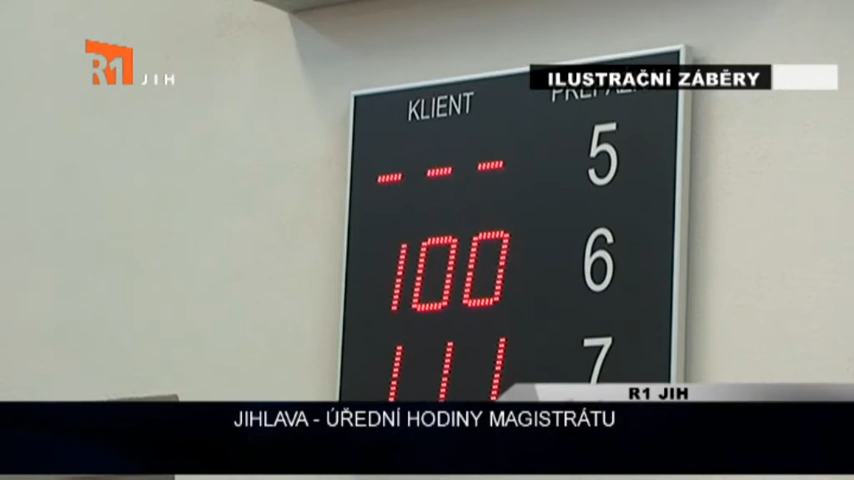 R1 JIH
ILUSTRAČNÍ ZÁBĚRY
KLIENT
--- 5
100 6
111 7
R1 JIH
JIHLAVA - ÚŘEDNÍ HODINY MAGISTRÁTU